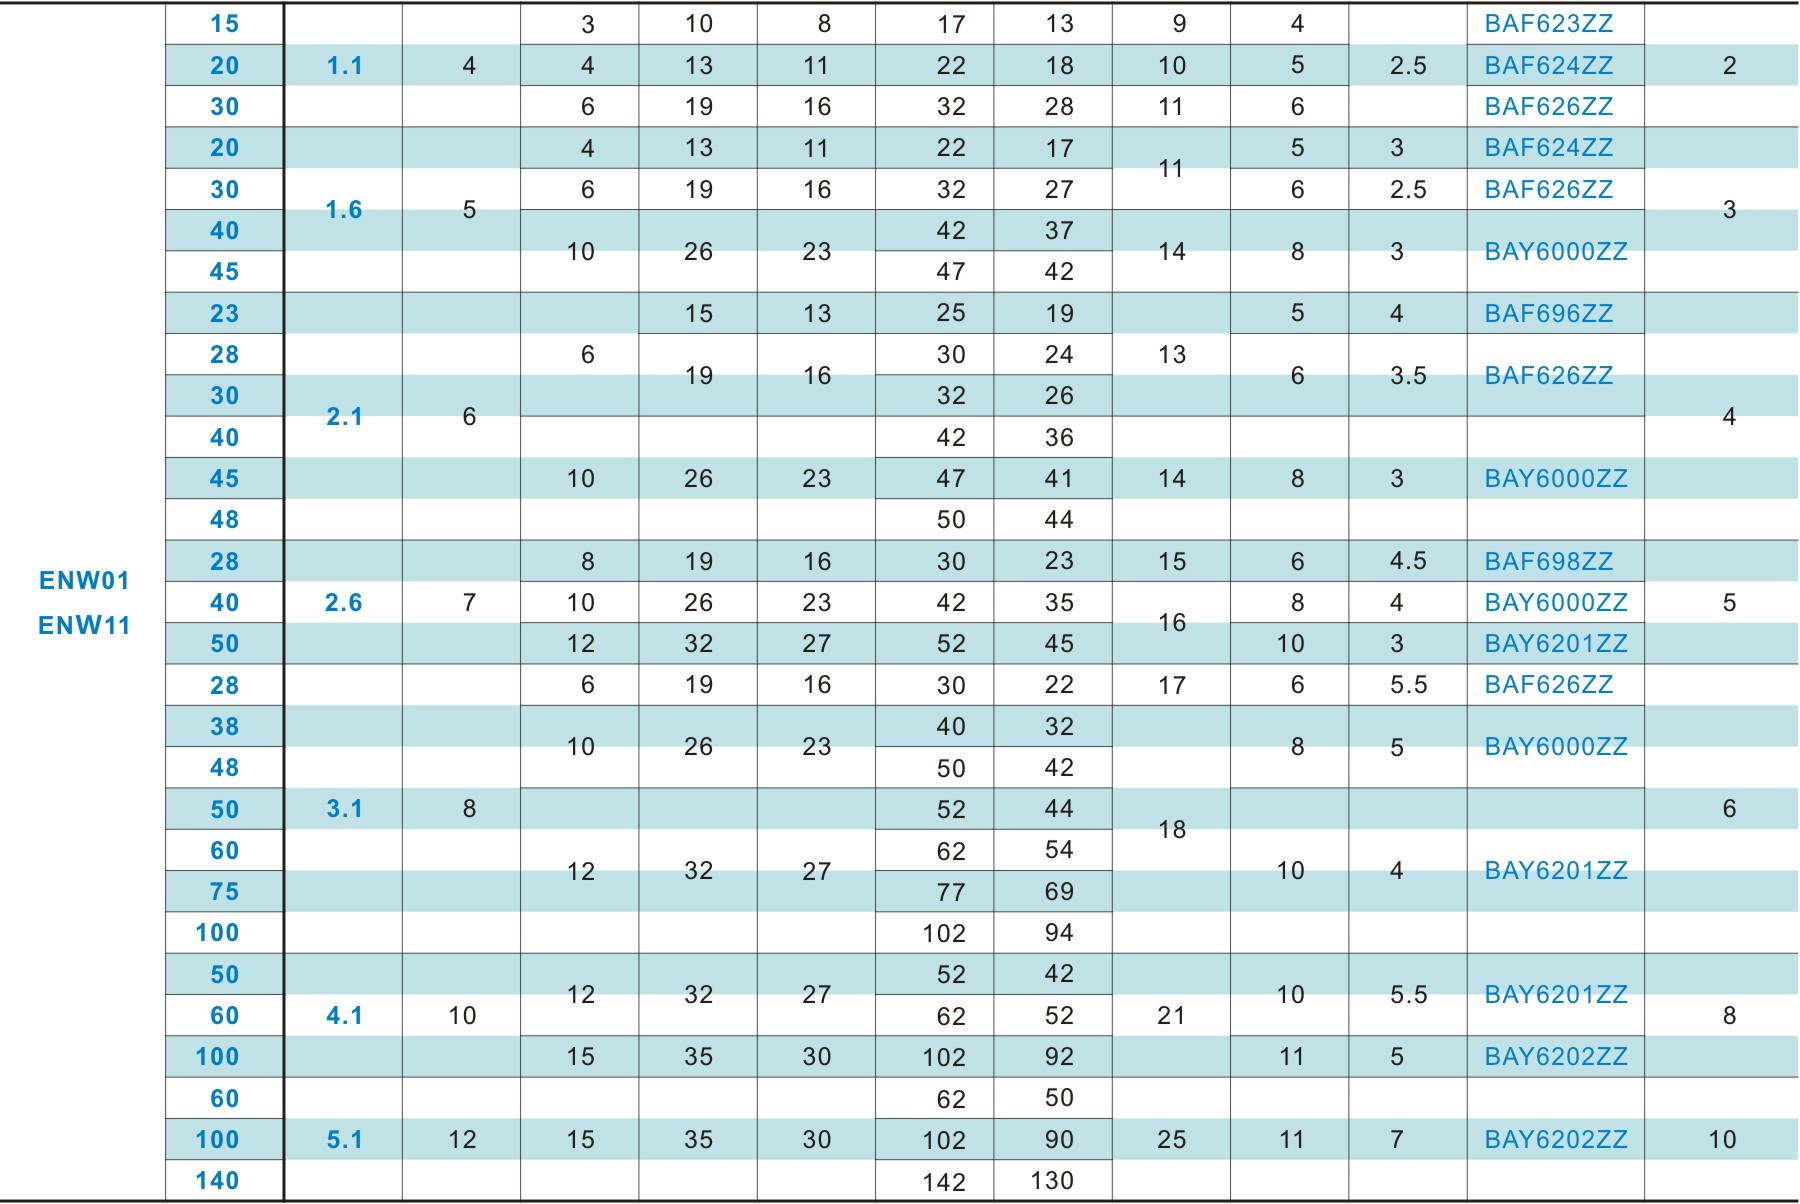 15 3 10 8 17 13 9 4 BAF623ZZ
20 1.1 4 4 13 11 22 18 10 5 2.5 BAF624ZZ 2
30 6 19 16 32 28 11 6 BAF626ZZ
20 4 13 11 22 17 5 3 BAF624ZZ
11
30 6 19 16 32 27 6 2.5 BAF626ZZ
1.6 5 3
40 42 37
10 26 23 14 8 3 BAY6000ZZ
45 47 42
23 15 13 25 19 5 4 BAF696ZZ
28 6 30 24 13
19 16 6 3.5 BAF626ZZ
30 32 26
2.1 6 4
40 42 36
45 10 26 23 47 41 14 8 3 BAY6000ZZ
48 50 44
28 8 19 16 30 23 15 6 4.5 BAF698ZZ
ENW01
40 2.6 7 10 26 23 42 35 8 4 BAY6000ZZ 5
ENW11
16
50 12 32 27 52 45 10 3 BAY6201ZZ
28 6 19 16 30 22 17 6 5.5 BAF626ZZ
38 40 32
10 26 23 8 5 BAY6000ZZ
48 50 42
50 3.1 8 52 44 6
18
60 62 54
12 32 27 10 4 BAY6201ZZ
75 77 69
100 102 94
50 52 42
12 32 27 10 5.5 BAY6201ZZ
60 4.1 10 62 52 21 8
100 15 35 30 102 92 11 5 BAY6202ZZ
60 62 50
100 5.1 12 15 35 30 102 90 25 11 7 BAY6202ZZ 10
140 142 130